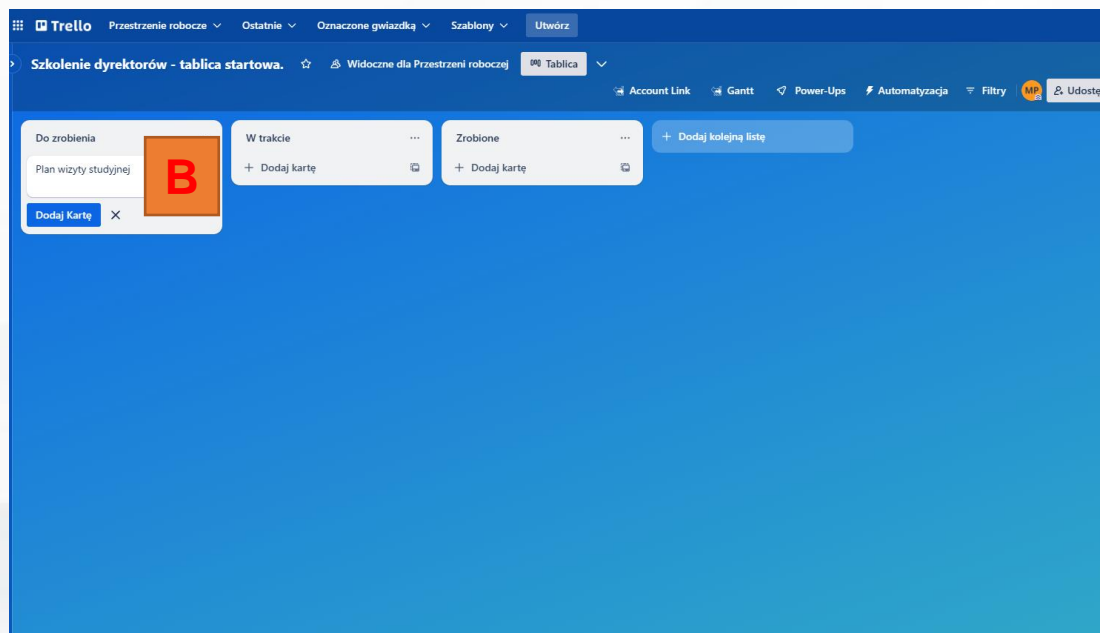 Trello Przestrzenie robocze Ostatnie Oznaczone gwiazdką Szablony Utwórz
Szkolenie dyrektorów - tablica startowa. Widoczne dla Przestrzeni roboczej Tablica
Account Link Gantt Power-Ups Automatyzacja Filtry MP
Do zrobienia
Plan wizyty studyjnej
B
Dodaj Kartę
W trakcie
+ Dodaj kartę
Zrobione
+ Dodaj kartę
+ Dodaj kolejną listę